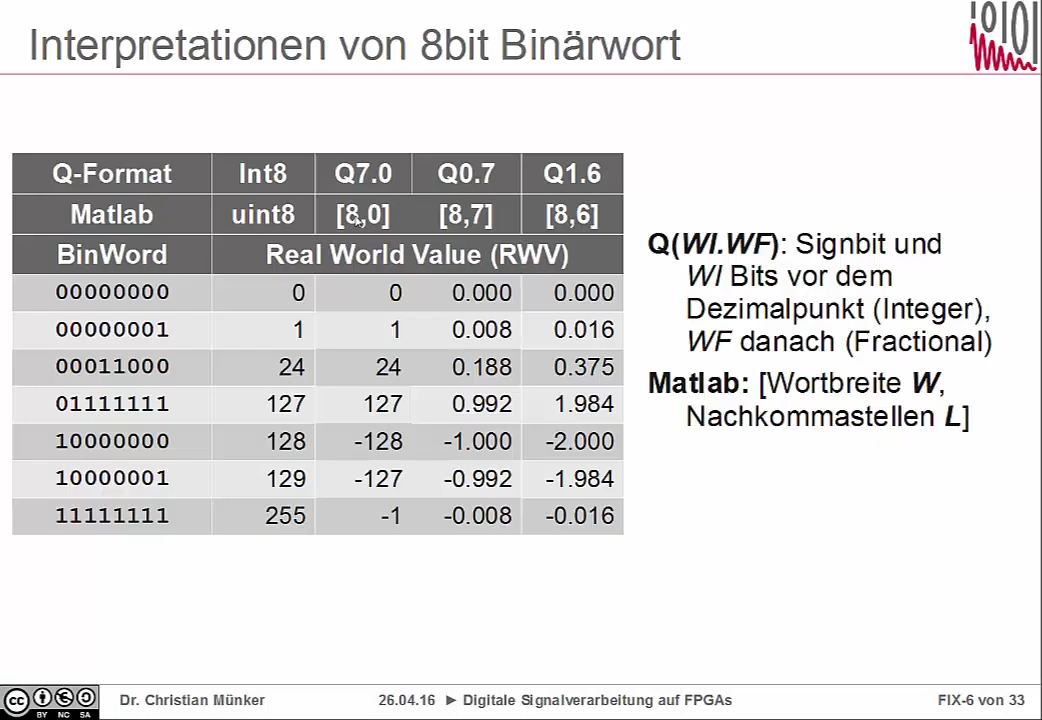 Interpretationen von 8bit Binärwort
Q-Format Int8 Q7.0 Q0.7 Q1.6
Matlab uint8 [8,0] [8,7] [8,6]
BinWord Real World Value (RWV)
00000000 0 0 0.000 0.000
00000001 1 1 0.008 0.016
00011000 24 24 0.188 0.375
01111111 127 127 0.992 1.984
10000000 128 -128 -1.000 -2.000
10000001 129 -127 -0.992 -1.984
11111111 255 -1 -0.008 -0.016
Q(WI.WF): Signbit und
WI Bits vor dem
Dezimalpunkt (Integer),
WF danach (Fractional)
Matlab: [Wortbreite W,
Nachkommastellen L]
cc BY NC SA
Dr. Christian Münker 26.04.16 ► Digitale Signalverarbeitung auf FPGAs FIX-6 von 33